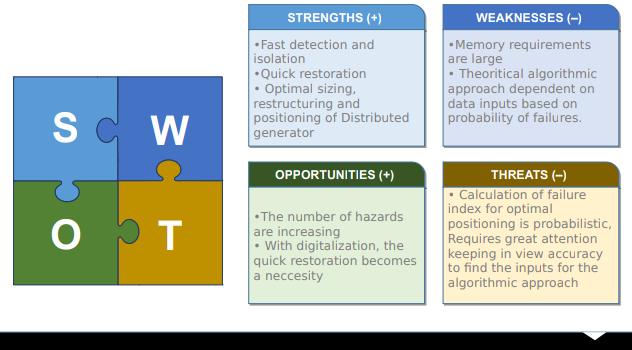 S
W
O
T
STRENGTHS (+)
•Fast detection and
isolation
•Quick restoration
• Optimal sizing,
restructuring and
positioning of Distributed
generator
WEAKNESSES (–)
•Memory requirements
are large
• Theoritical algorithmic
approach dependent on
data inputs based on
probability of failures.
OPPORTUNITIES (+)
•The number of hazards
are increasing
• With digitalization, the
quick restoration becomes
a neccesity
THREATS (–)
• Calculation of failure
index for optimal
positioning is probabilistic,
Requires great attention
keeping in view accuracy
to find the inputs for the
algorithmic approach